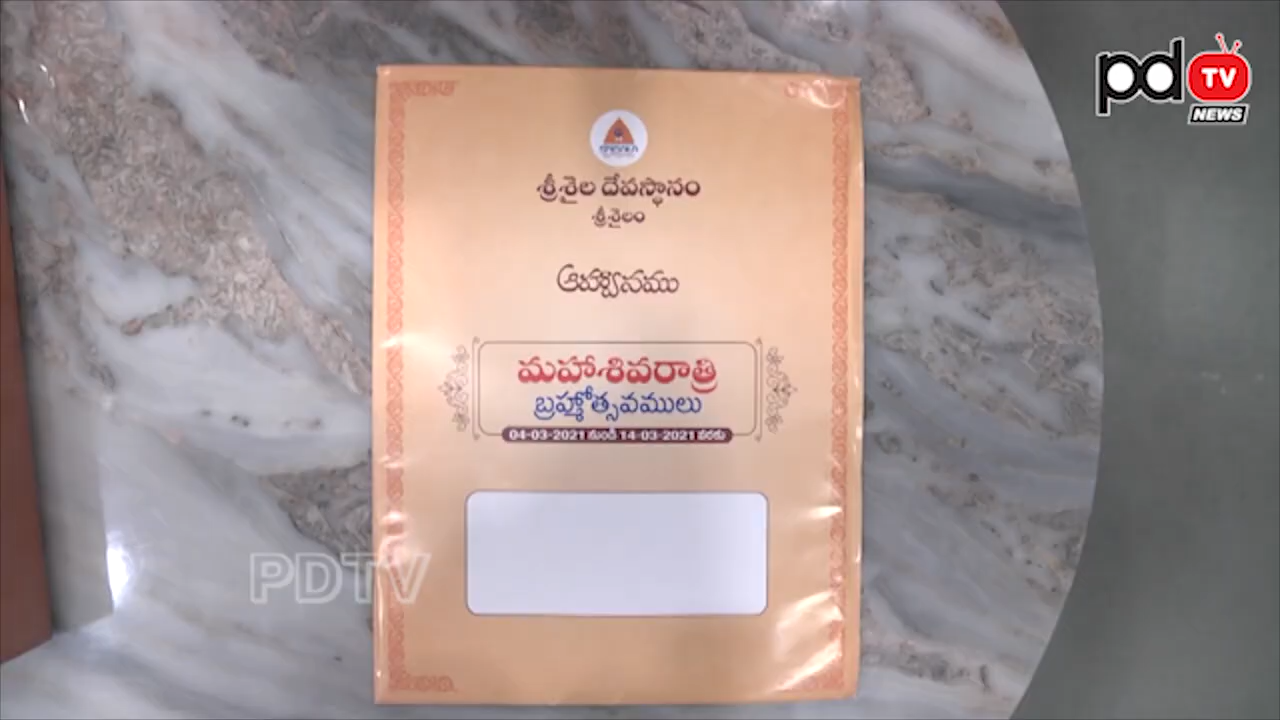 pd TV
NEWS
శ్రీశైల దేవస్థానం
శ్రీశైలం
ఆహ్వానము
మహాశివరాత్రి
బ్రహ్మోత్సవములు
04-03-2021 నుండి 14-03-2021 వరకు
PDTV